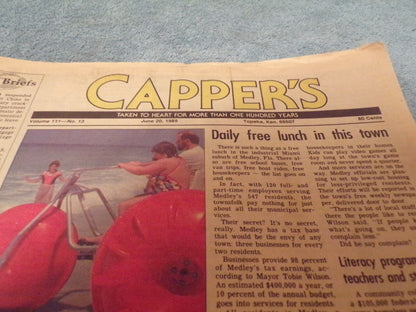 Briefs
CAPPER'S
TAKEN TO HEART FOR MORE THAN ONE HUNDRED YEARS
Volume 111—No. 13
June 20, 1989
Topeka, Kan. 66607
80 Cents
Daily free lunch in this town
There is such a thing as a free
lunch in the industrial Miami
suburb of Medley, Fla. There al-
so are free school buses, free
van trips, free boat rides, free
housekeepers — the list goes on
and on.
In fact, with 120 full- and
part-time employees serving
Medley's 547 residents, the
townsfolk pay nothing for just
about all their municipal ser-
vices.
Their secret? It's no secret,
really. Medley has a tax base
that would be the envy of any
town: three businesses for every
two residents.
Businesses provide 98 percent
of Medley's tax earnings, ac-
cording to Mayor Tobie Wilson.
An estimated $400,000 a year, or
10 percent of the annual budget,
goes into services for residents
housekeepers in their homes.
Kids can play video games all
day long at the town's game
room and never spend a quarter.
And more services are on the
way. Medley officials are plan-
ning to set up low-cost housing
for less-privileged residents.
Their efforts will be reported in
the town's free weekly newspa-
per, delivered door to door.
"There's a lot of local
there the people like to
Wilson said. "If people
what's going on, they
complain less."
Did he say complain?
Literacy program
teachers and st
A community
a $105,000 federal